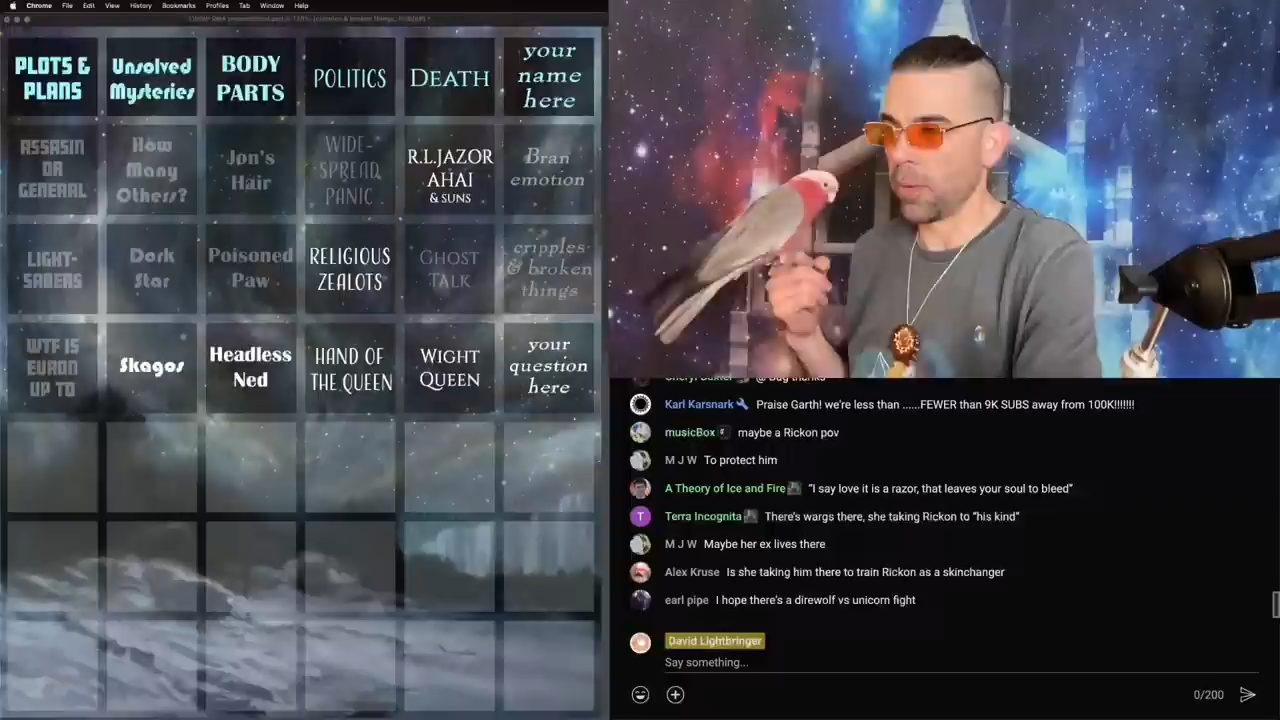 Chrome File Edit View History Bookmarks Profiles Tab Window Help
PLOTS &
PLANS
Unsolved
Mysteries
BODY
PARTS
POLITICS
DEATH
your
name
here
ASSASIN
OR
GENERAL
How
Many
Others?
Jon's
Hair
WIDE-
SPREAD
PANIC
R.L.JAZOR
AHAI
& SUNS
Bran
emotion
LIGHT-
SABERS
Dark
Star
Poisoned
Paw
RELIGIOUS
ZEALOTS
GHOST
TALK
cripples
& broken
things
WTF IS
EURON
UP TO
Skagos
Headless
Ned
HAND OF
THE QUEEN
WIGHT
QUEEN
your
question
here
Karl Karsnark Praise Garth! we're less than ......FEWER than 9K SUBS away from 100K!!!!!!!
musicBox maybe a Rickon pov
M J W To protect him
A Theory of Ice and Fire “I say love it is a razor, that leaves your soul to bleed”
T Terra Incognita There's wargs there, she taking Rickon to “his kind”
M J W Maybe her ex lives there
Alex Kruse Is she taking him there to train Rickon as a skinchanger
earl pipe I hope there's a direwolf vs unicorn fight
David Lightbringer
Say something...
0/200